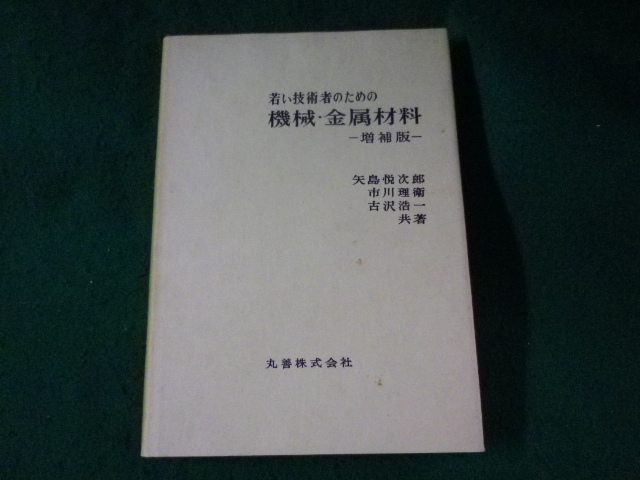 若い技術者のための
機械・金属材料
－増補版－
矢島悦次郎
市川理衛
古沢浩一
共著
丸善株式会社